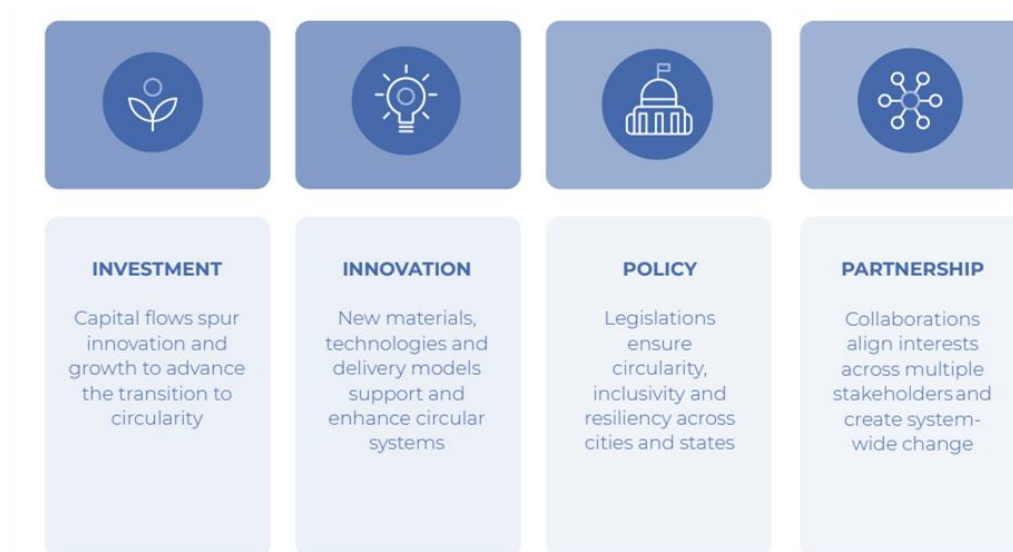 INVESTMENT
Capital flows spur
innovation and
growth to advance
the transition to
circularity
INNOVATION
New materials,
technologies and
delivery models
support and
enhance circular
systems
POLICY
Legislations
ensure
circularity,
inclusivity and
resiliency across
cities and states
PARTNERSHIP
Collaborations
align interests
across multiple
stakeholders and
create system-
wide change